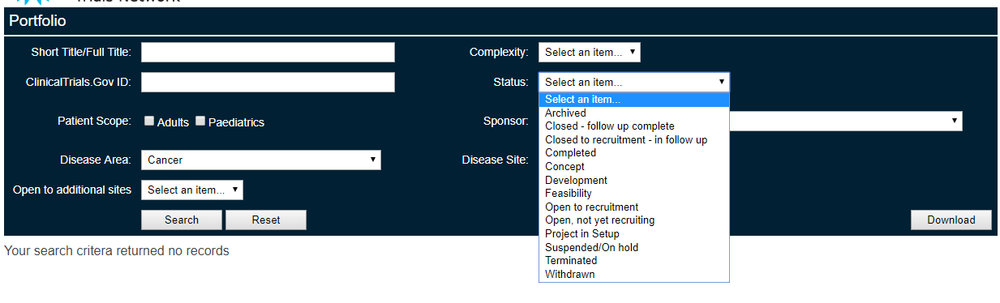 Trials Network
Portfolio
Short Title/Full Title:
Complexity: Select an item...
ClinicalTrials.Gov ID:
Status: Select an item...
Select an item...
Archived
Closed - follow up complete
Closed to recruitment - in follow up
Completed
Concept
Development
Feasibility
Open to recruitment
Open, not yet recruiting
Project in Setup
Suspended/On hold
Terminated
Withdrawn
Patient Scope: Adults Paediatrics
Sponsor:
Disease Area: Cancer
Disease Site:
Open to additional sites Select an item...
Search Reset
Download
Your search critera returned no records